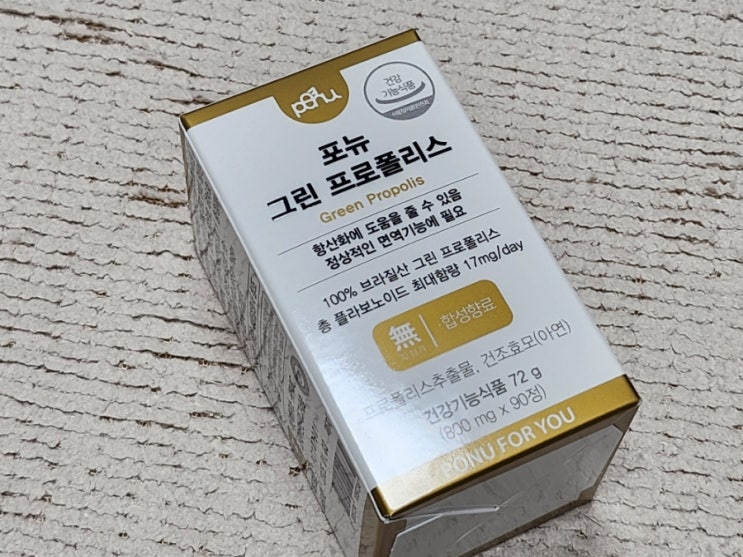 ponu
건강
기능식품
포뉴
그린 프로폴리스
Green Propolis
항산화에 도움을 줄 수 있음
정상적인 면역기능에 필요
100% 브라질산 그린 프로폴리스
총 플라보노이드 최대함량 17mg/day
無
·합성향료
프로폴리스추출물, 건조효모(아연)
건강기능식품 72 g
(800 mg x 90정)
PONU FOR YOU